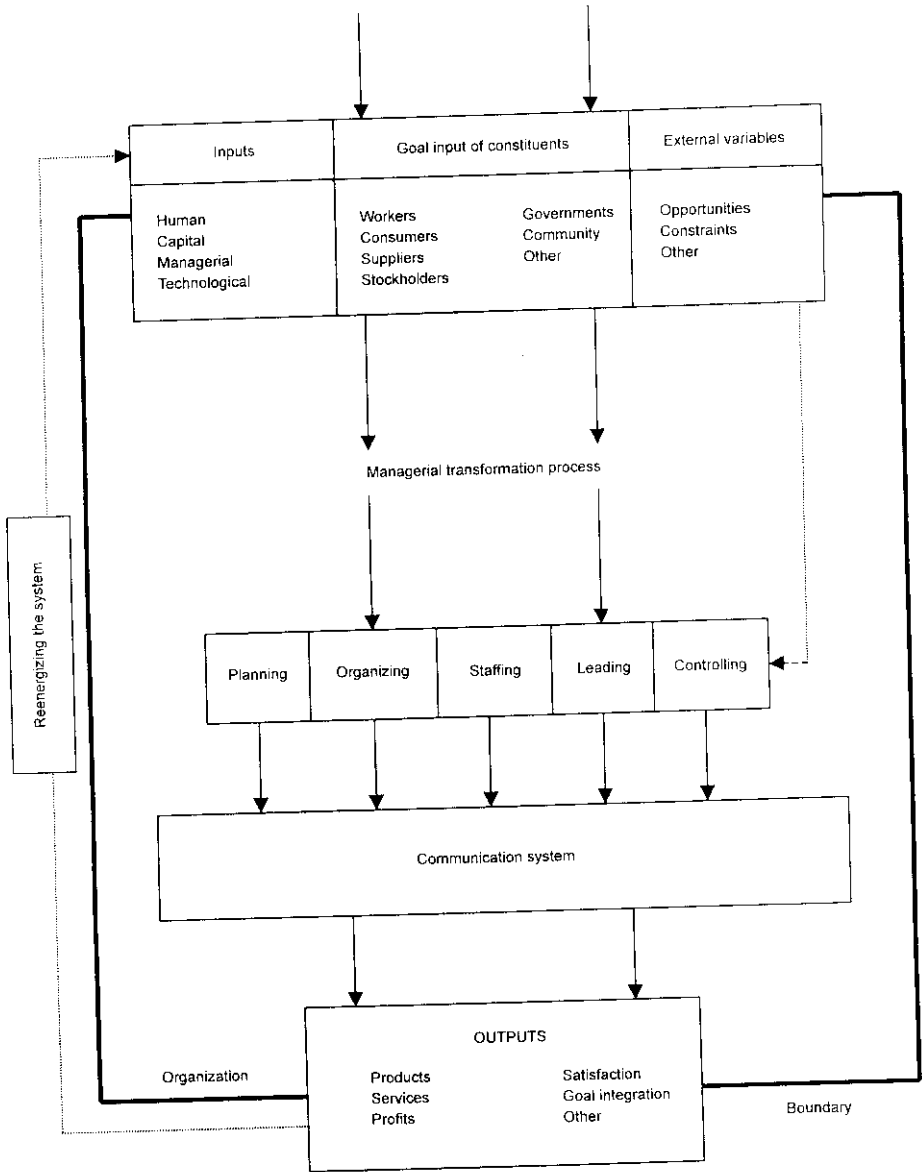 Inputs
Goal input of constituents
External variables
Human
Capital
Managerial
Technological
Workers
Consumers
Suppliers
Stockholders
Governments
Community
Other
Opportunities
Constraints
Other
Managerial transformation process
Reenergizing the system
Planning
Organizing
Staffing
Leading
Controlling
Communication system
OUTPUTS
Products
Services
Profits
Satisfaction
Goal integration
Other
Organization
Boundary